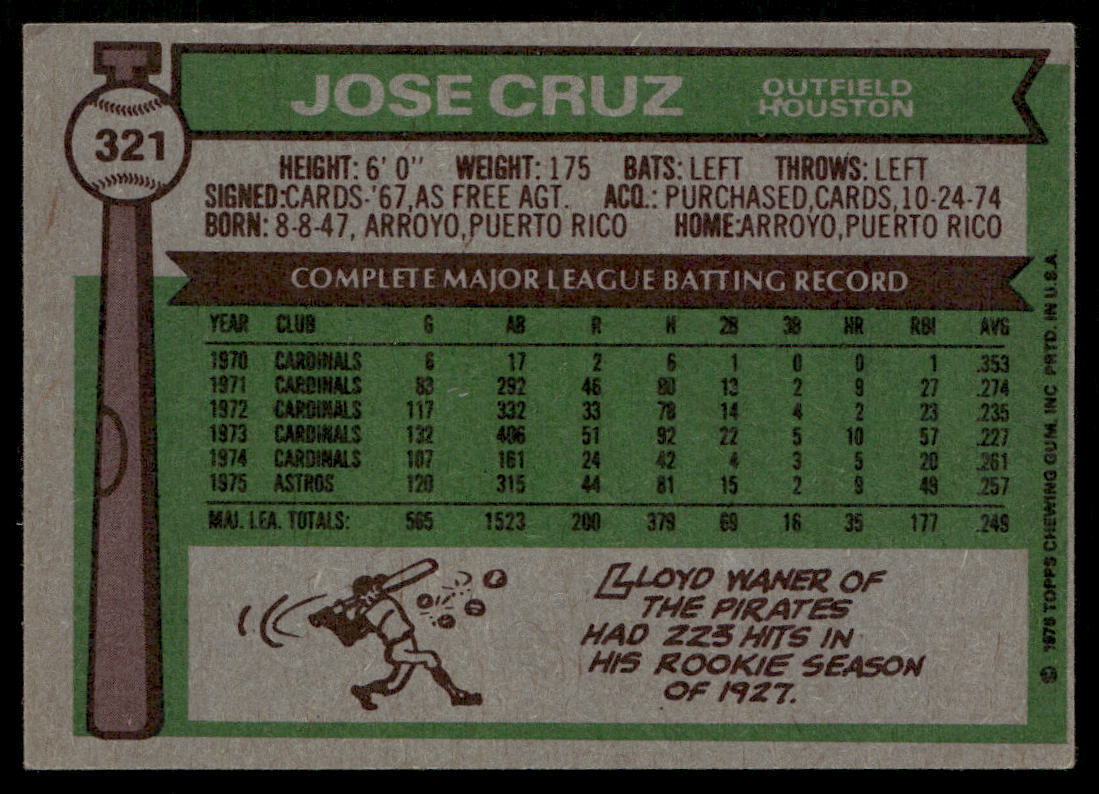 321
JOSE CRUZ
OUTFIELD
HOUSTON
HEIGHT: 6' 0" WEIGHT: 175 BATS: LEFT THROWS: LEFT
SIGNED:CARDS-'67,AS FREE AGT. ACQ.: PURCHASED,CARDS,10-24-74
BORN: 8-8-47, ARROYO,PUERTO RICO HOME:ARROYO,PUERTO RICO
COMPLETE MAJOR LEAGUE BATTING RECORD
YEAR CLUB G AB R H 2B 3B HR RBI AVG
1970 CARDINALS 6 17 2 6 1 0 0 1 .353
1971 CARDINALS 83 292 46 80 13 2 9 27 .274
1972 CARDINALS 117 332 33 78 14 4 2 23 .235
1973 CARDINALS 132 406 51 92 22 5 10 57 .227
1974 CARDINALS 107 161 24 42 4 3 5 20 .261
1975 ASTROS 120 315 44 81 15 2 9 49 .257
MAJ. LEA. TOTALS: 565 1523 200 379 69 16 35 177 .249
LLOYD WANER OF
THE PIRATES
HAD 223 HITS IN
HIS ROOKIE SEASON
OF 1927.
© 1976 TOPPS CHEWING GUM, INC PRTD. IN U.S.A.